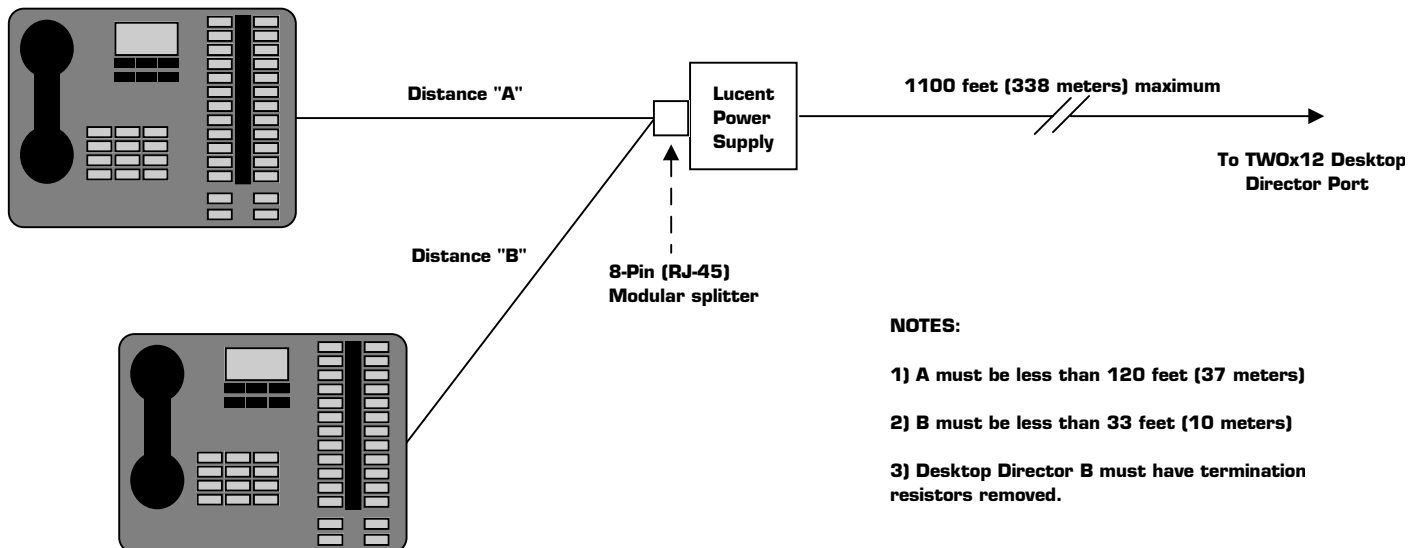 Distance "A"
Lucent
Power
Supply
1100 feet (338 meters) maximum
To TWOx12 Desktop
Director Port
Distance "B"
8-Pin (RJ-45)
Modular splitter
NOTES:
1) A must be less than 120 feet (37 meters)
2) B must be less than 33 feet (10 meters)
3) Desktop Director B must have termination
resistors removed.